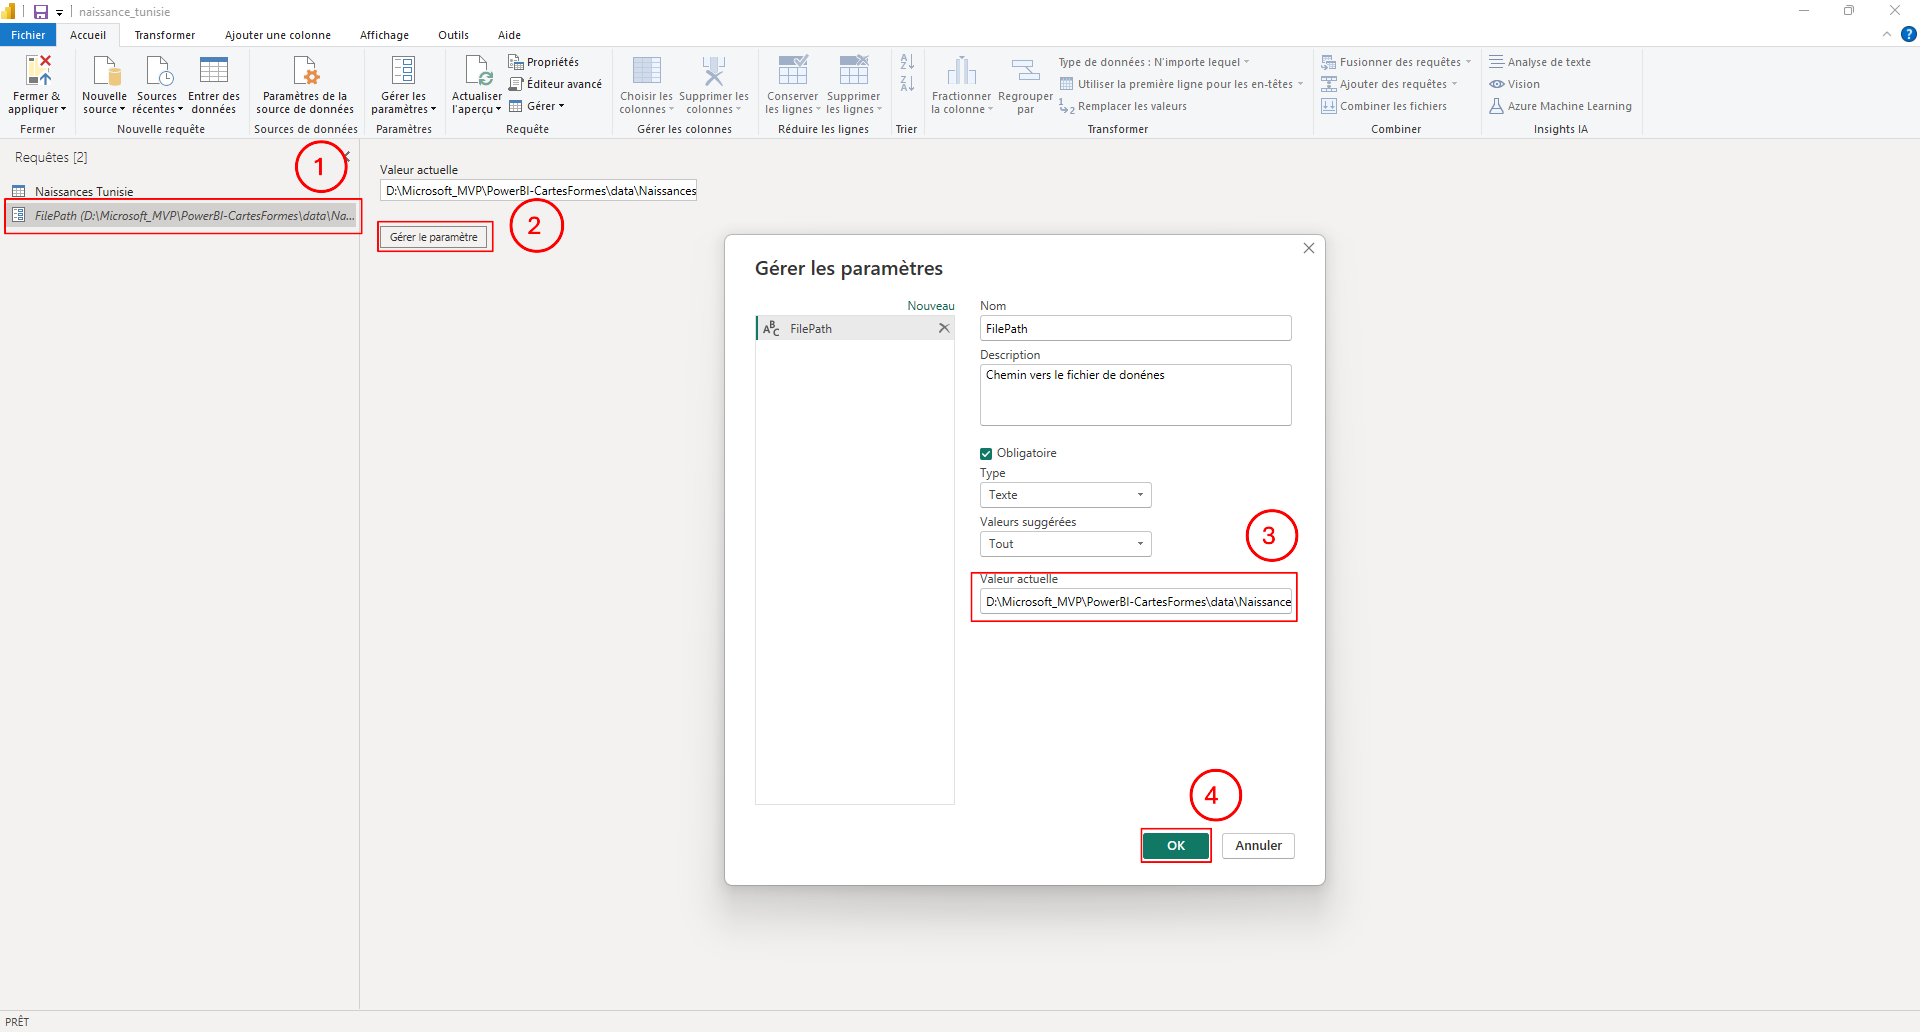 naissance_tunisie
Fichier
Accueil
Transformer
Ajouter une colonne
Affichage
Outils
Aide
?
Fermer &
appliquer
Nouvelle
source
Sources
récentes
Entrer des
données
Paramètres de la
source de données
Gérer les
paramètres
Actualiser
l'aperçu
Propriétés
Éditeur avancé
Gérer
Choisir les
colonnes
Supprimer les
colonnes
Conserver
les lignes
Supprimer
les lignes
A
Z
Z
A
Fractionner
la colonne
Regrouper
par
Type de données : N'importe lequel
Utiliser la première ligne pour les en-têtes
1
2
Remplacer les valeurs
Fusionner des requêtes
Ajouter des requêtes
Combiner les fichiers
Analyse de texte
Vision
Azure Machine Learning
Fermer
Nouvelle requête
Sources de données
Paramètres
Requête
Gérer les colonnes
Réduire les lignes
Trier
Transformer
Combiner
Insights IA
Requêtes [2]
1
Naissances Tunisie
FilePath (D:\Microsoft_MVP\PowerBI-CartesFormes\data\Na...
Valeur actuelle
D:\Microsoft_MVP\PowerBI-CartesFormes\data\Naissances
Gérer le paramètre
2
Gérer les paramètres
Nouveau
ABC
FilePath
Nom
FilePath
Description
Chemin vers le fichier de donénes
Obligatoire
Type
Texte
Valeurs suggérées
Tout
3
Valeur actuelle
D:\Microsoft_MVP\PowerBI-CartesFormes\data\Naissance
4
OK
Annuler
PRÊT